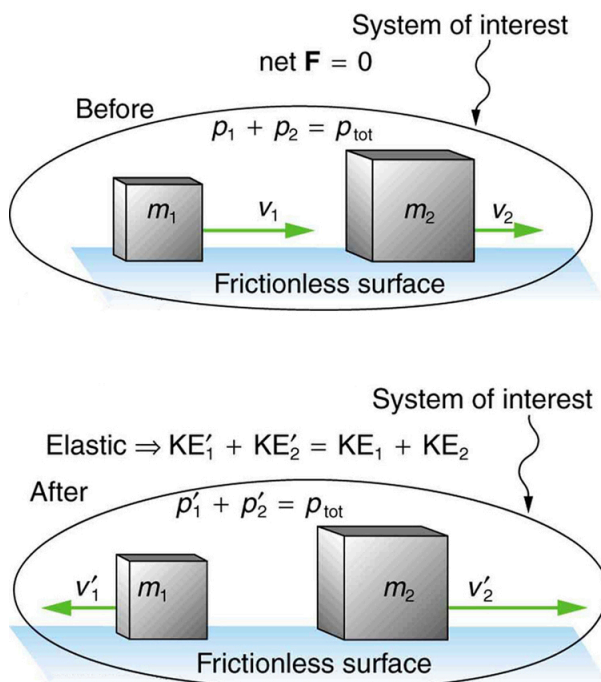 System of interest
net F = 0
Before
p₁ + p₂ = pₜₒₜ
m₁
v₁
m₂
v₂
Frictionless surface
System of interest
Elastic ⇒ KE′₁ + KE′₂ = KE₁ + KE₂
After
p′₁ + p′₂ = pₜₒₜ
v′₁
m₁
m₂
v′₂
Frictionless surface